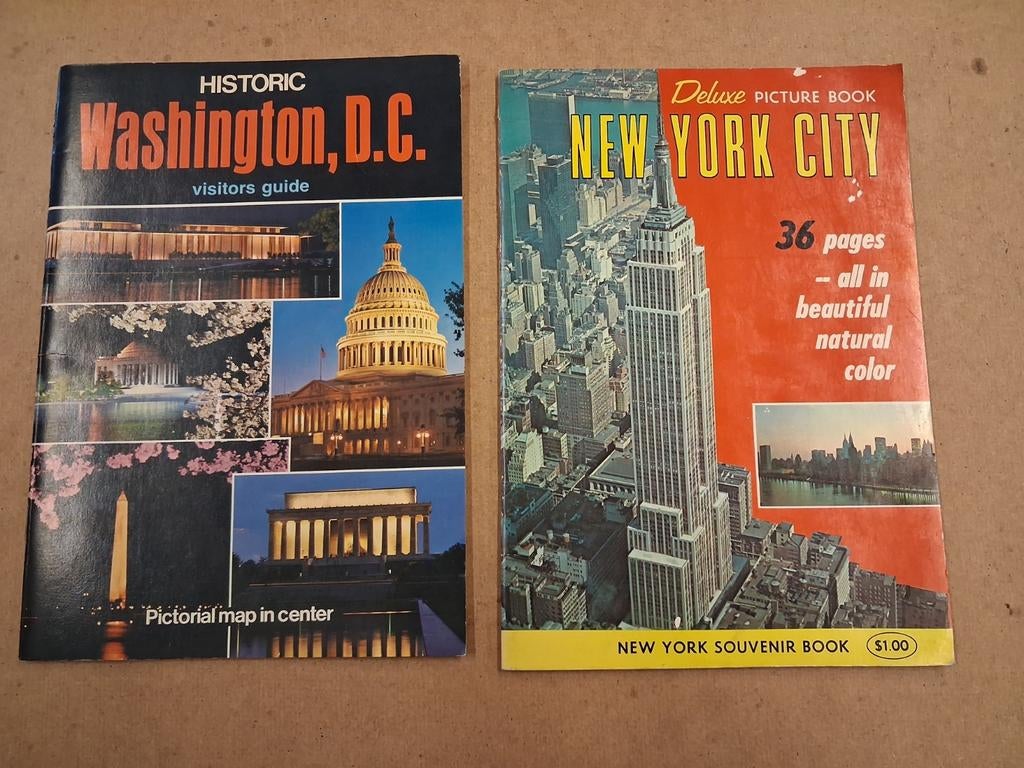 HISTORIC
Washington, D.C.
visitors guide
Pictorial map in center
Deluxe PICTURE BOOK
NEW YORK CITY
36 pages
-- all in
beautiful
natural
color
NEW YORK SOUVENIR BOOK $1.00